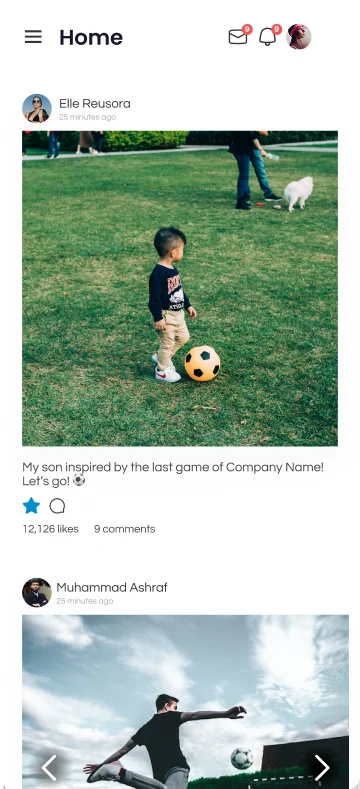 Home
9
9
Elle Reusora
25 minutes ago
My son inspired by the last game of Company Name!
Let's go! ⚽
12,126 likes 9 comments
Muhammad Ashraf
25 minutes ago